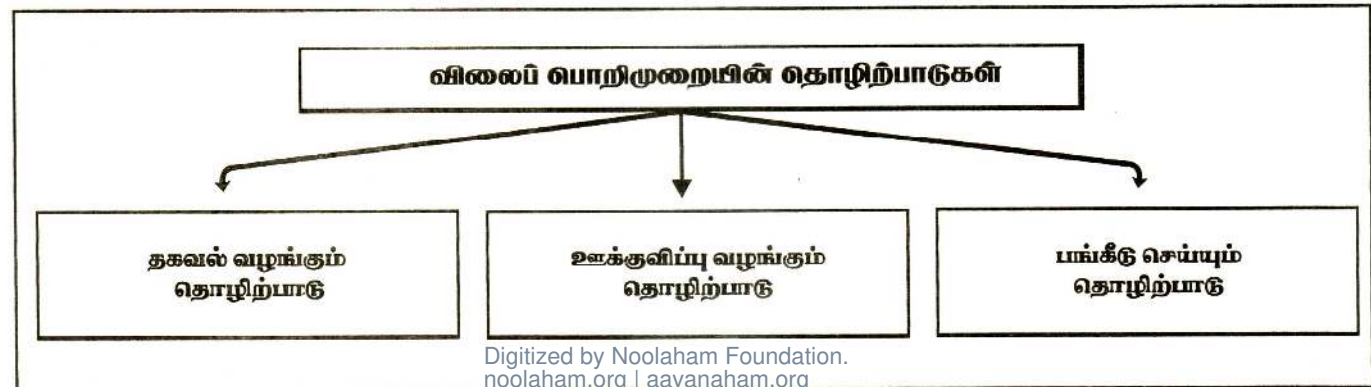 விலைப் பொறிமுறையின் தொழிற்பாடுகள்
தகவல் வழங்கும்
தொழிற்பாடு
ஊக்குவிப்பு வழங்கும்
தொழிற்பாடு
பங்கீடு செய்யும்
தொழிற்பாடு
Digitized by Noolaham Foundation.
noolaham.org | aavanaham.org